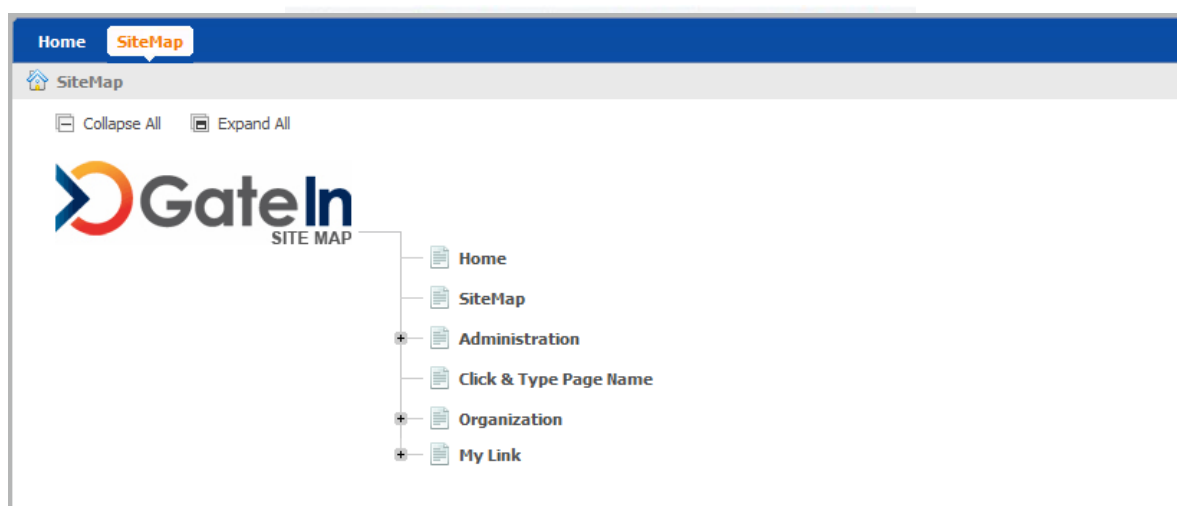 Home SiteMap
SiteMap
Collapse All Expand All
GateIn
SITE MAP
Home
SiteMap
Administration
Click & Type Page Name
Organization
My Link